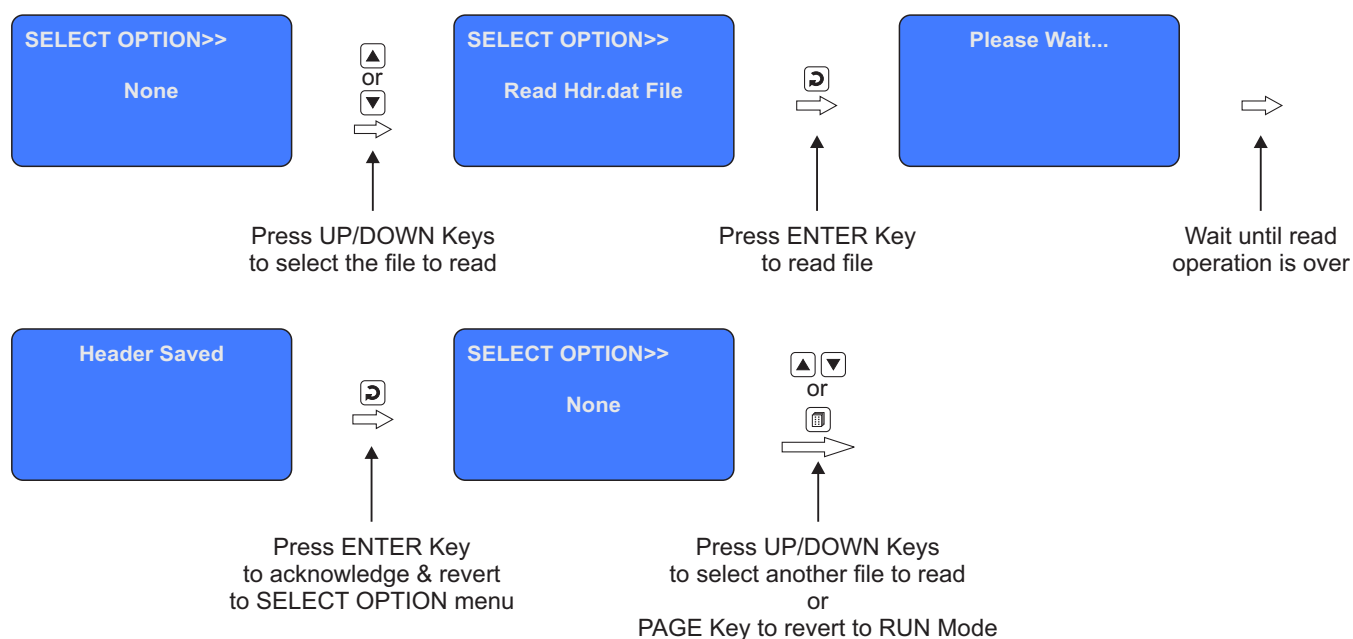 SELECT OPTION>>
None
or
Press UP/DOWN Keys
to select the file to read
SELECT OPTION>>
Read Hdr.dat File
Press ENTER Key
to read file
Please Wait...
Wait until read
operation is over
Header Saved
Press ENTER Key
to acknowledge & revert
to SELECT OPTION menu
SELECT OPTION>>
None
or
Press UP/DOWN Keys
to select another file to read
or
PAGE Key to revert to RUN Mode